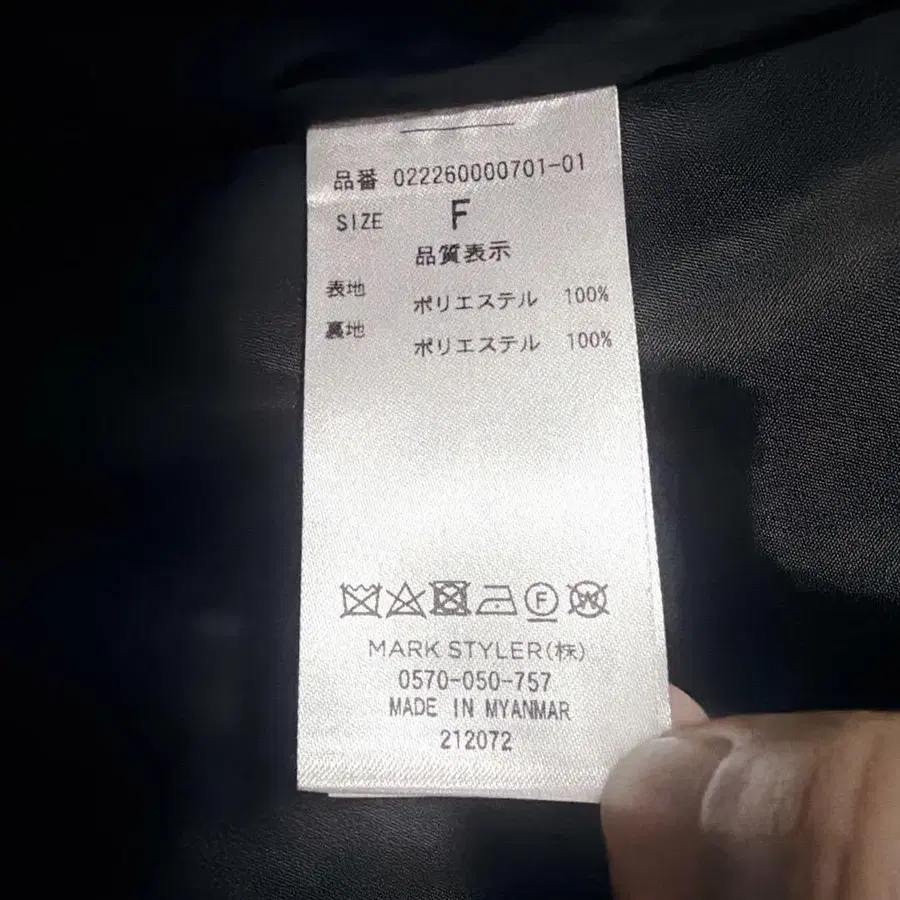 品番 022260000701-01
SIZE F
品質表示
表地 ポリエステル 100%
裏地 ポリエステル 100%
F W
MARK STYLER(株)
0570-050-757
MADE IN MYANMAR
212072